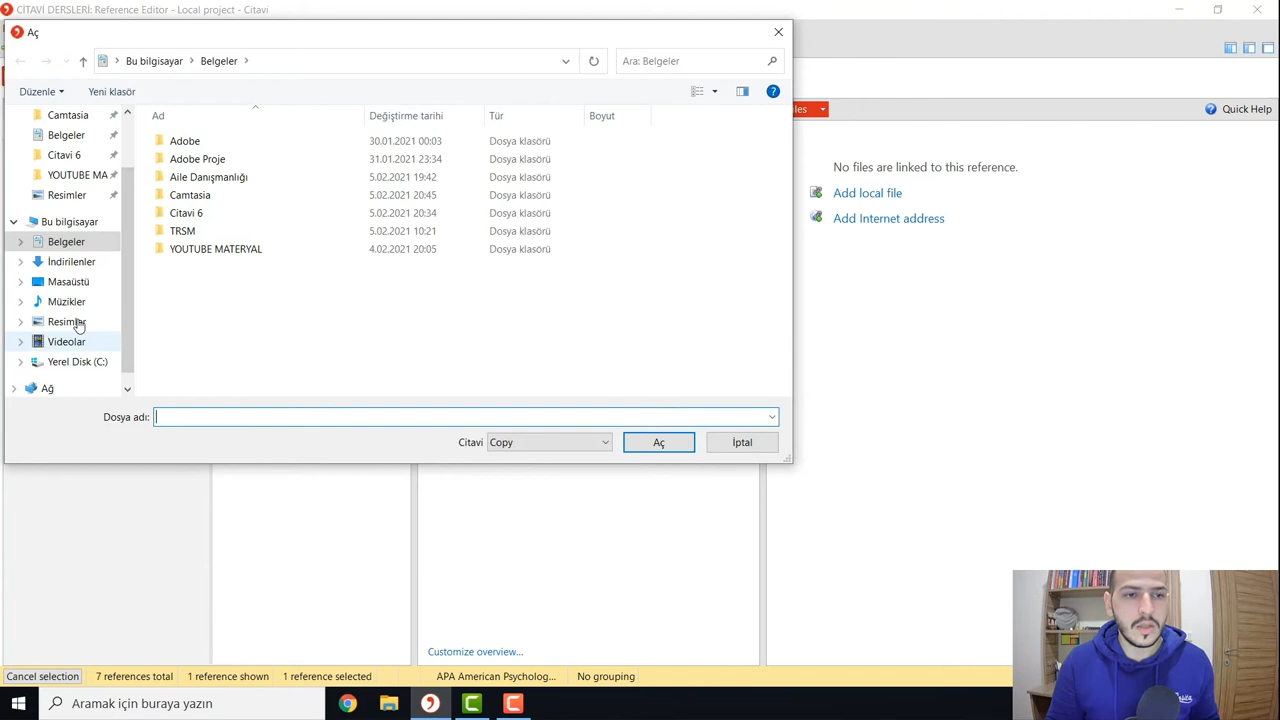 CİTAVİ DERSLERİ: Reference Editor - Local project - Citavi
Aç
Bu bilgisayar
Belgeler
Ara: Belgeler
Düzenle
Yeni klasör
Camtasia
Belgeler
Citavi 6
YOUTUBE MA
Resimler
Bu bilgisayar
Belgeler
İndirilenler
Masaüstü
Müzikler
Resimler
Videolar
Yerel Disk (C:)
Ağ
Ad Değiştirme tarihi Tür Boyut
Adobe 30.01.2021 00:03 Dosya klasörü
Adobe Proje 31.01.2021 23:34 Dosya klasörü
Aile Danışmanlığı 5.02.2021 19:42 Dosya klasörü
Camtasia 5.02.2021 20:45 Dosya klasörü
Citavi 6 5.02.2021 20:34 Dosya klasörü
TRSM 5.02.2021 10:21 Dosya klasörü
YOUTUBE MATERYAL 4.02.2021 20:05 Dosya klasörü
Dosya adı:
Citavi Copy
Aç
İptal
Quick Help
No files are linked to this reference.
Add local file
Add Internet address
Customize overview...
Cancel selection 7 references total 1 reference shown 1 reference selected APA American Psycholog... No grouping
Aramak için buraya yazın